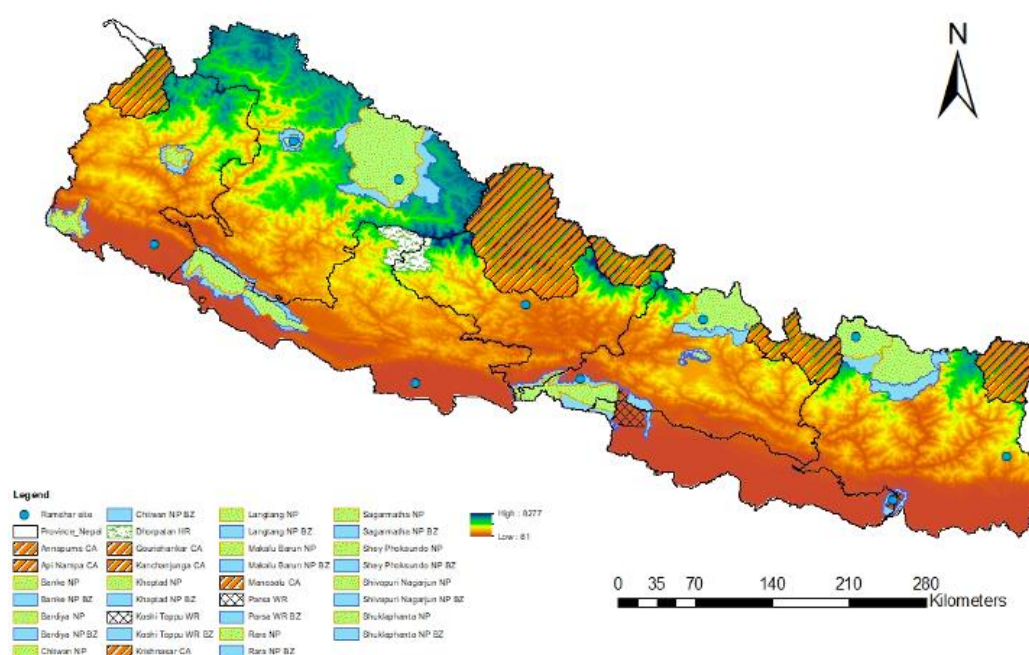 N
Legend
Ramshar site
Province_Nepal
Annapurna CA
Api Nampa CA
Banke NP
Banke NP BZ
Bardiya NP
Bardiya NP BZ
Chitwan NP
Chitwan NP BZ
Dhorpatan HR
Gourishankar CA
Kanchanjunga CA
Khaptad NP
Khaptad NP BZ
Koshi Tappu WR
Koshi Tappu WR BZ
Krishnasar CA
Langtang NP
Langtang NP BZ
Makalu Barun NP
Makalu Barun NP BZ
Manasalu CA
Parsa WR
Parsa WR BZ
Rara NP
Rara NP BZ
Sagarmatha NP
Sagarmatha NP BZ
Shey Phoksundo NP
Shey Phoksundo NP BZ
Shivapuri Nagarjun NP
Shivapuri Nagarjun NP BZ
Shuklaphanta NP
Shuklaphanta NP BZ
High : 8277
Low : 61
0 35 70 140 210 280
Kilometers